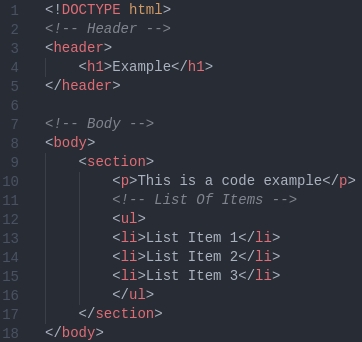 1 <!DOCTYPE html>
2 <!-- Header -->
3 <header>
4     <h1>Example</h1>
5 </header>
6
7 <!-- Body -->
8 <body>
9     <section>
10         <p>This is a code example</p>
11         <!-- List Of Items -->
12         <ul>
13         <li>List Item 1</li>
14         <li>List Item 2</li>
15         <li>List Item 3</li>
16         </ul>
17     </section>
18 </body>